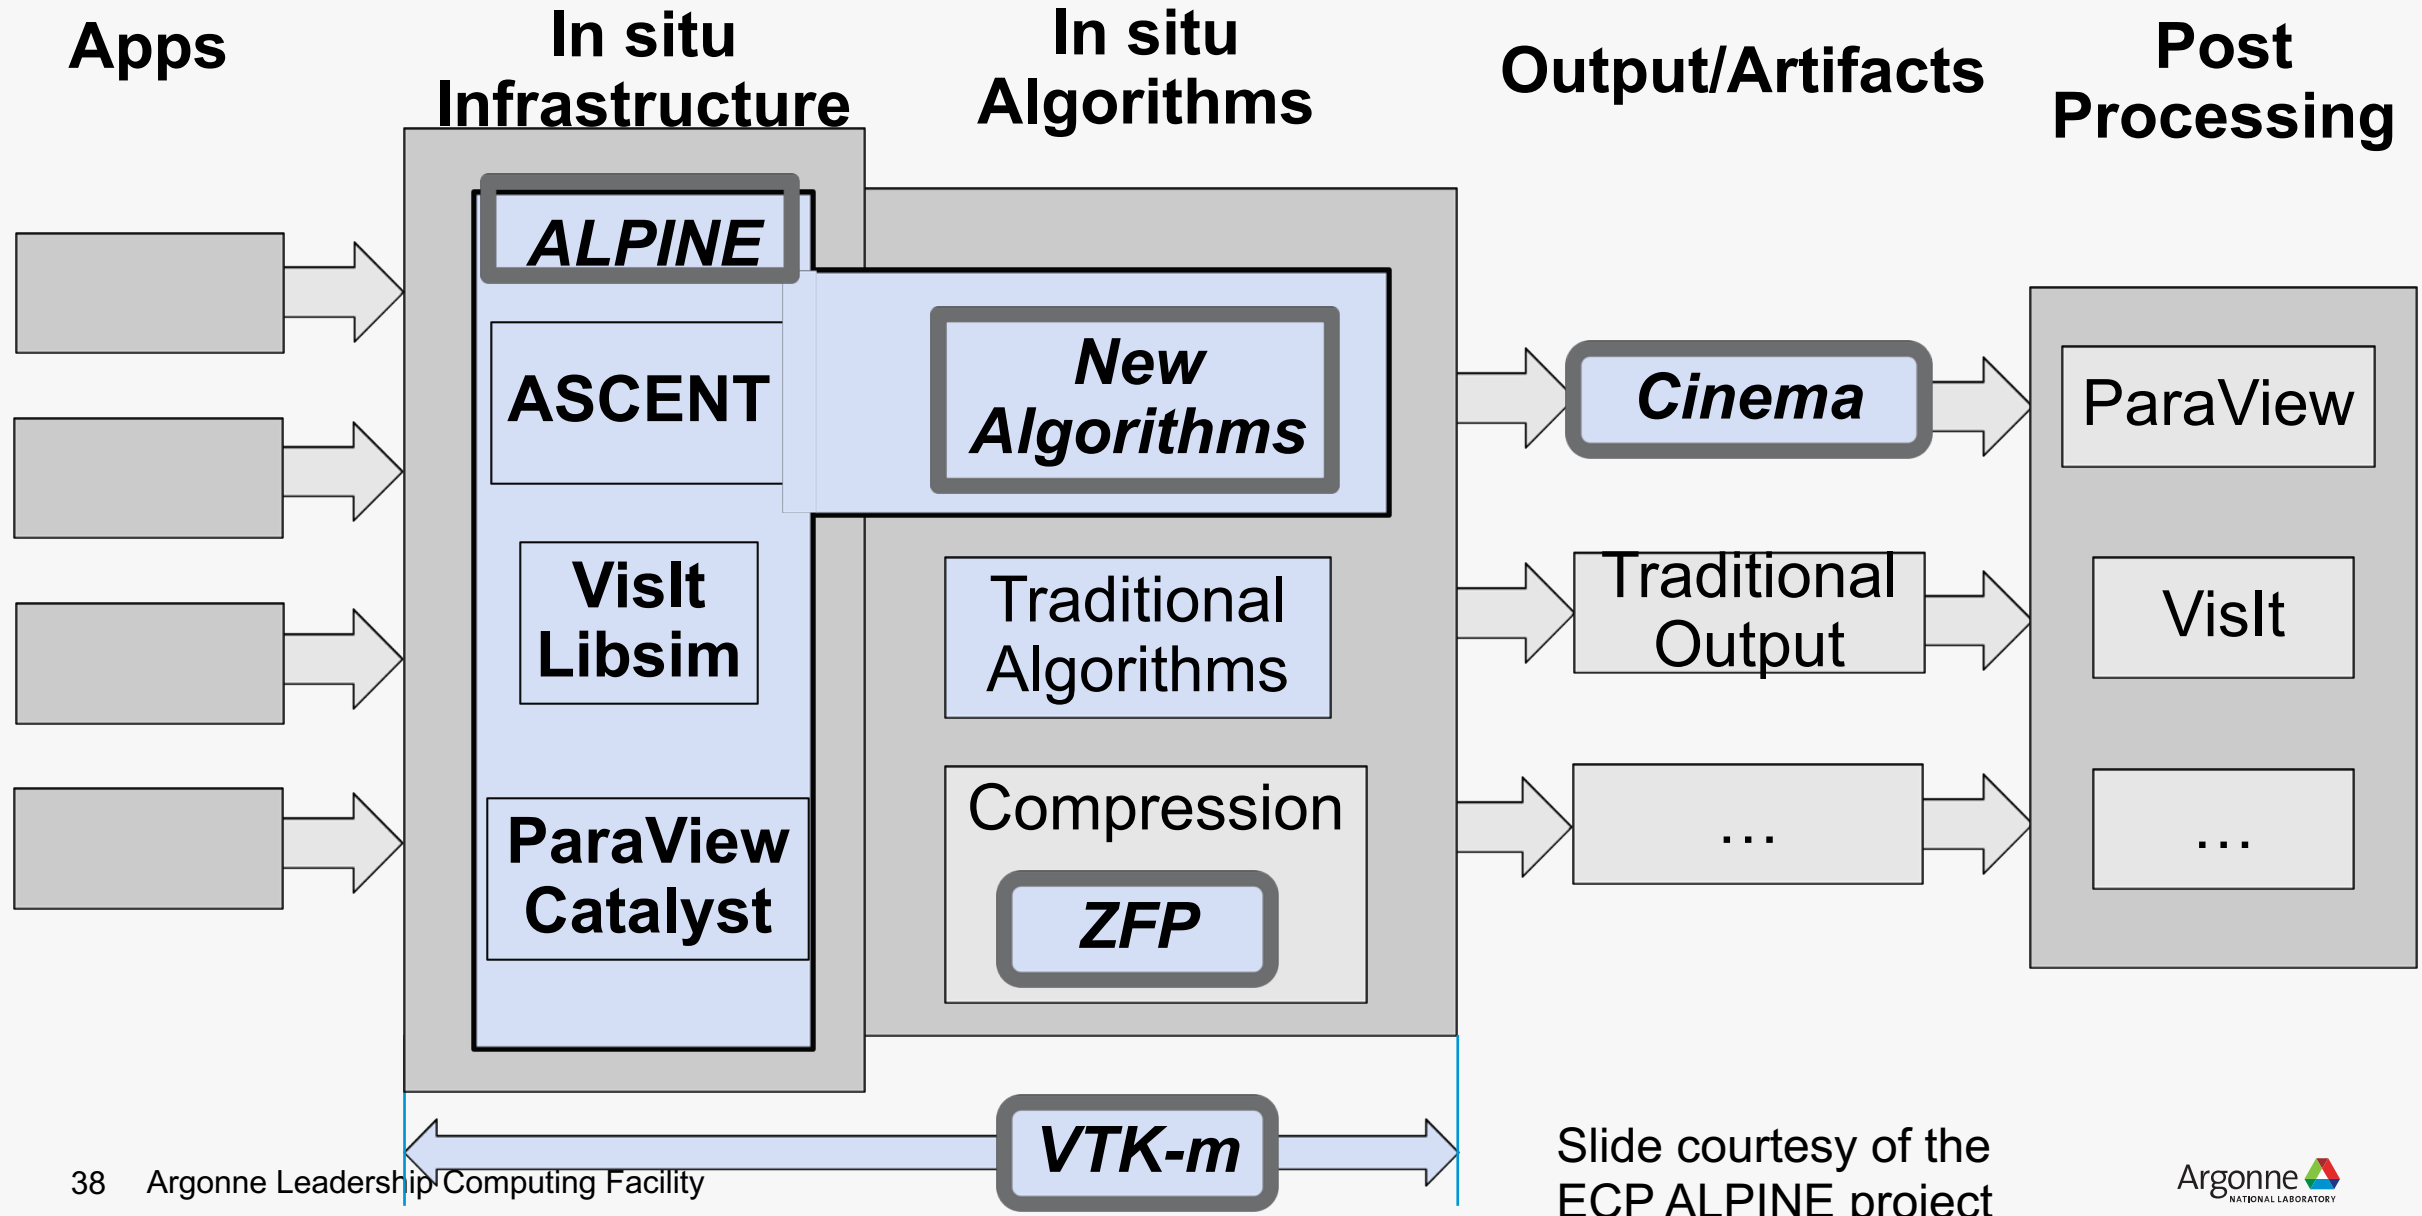 Apps
In situ
Infrastructure
In situ
Algorithms
Output/Artifacts
Post
Processing
ALPINE
ASCENT
VisIt
Libsim
ParaView
Catalyst
New
Algorithms
Traditional
Algorithms
Compression
ZFP
Cinema
Traditional
Output
…
ParaView
VisIt
…
VTK-m
Slide courtesy of the
ECP ALPINE project
38 Argonne Leadership Computing Facility
Argonne
NATIONAL LABORATORY